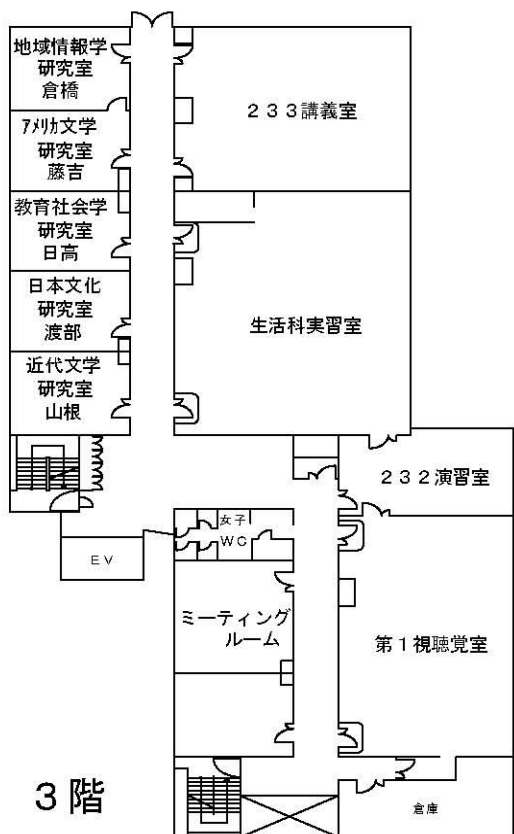 地域情報学
研究室
倉橋
２３３講義室
アメリカ文学
研究室
藤吉
教育社会学
研究室
日高
日本文化
研究室
渡部
生活科実習室
近代文学
研究室
山根
２３２演習室
女子
ＷＣ
ＥＶ
ミーティング
ルーム
第１視聴覚室
３階
倉庫